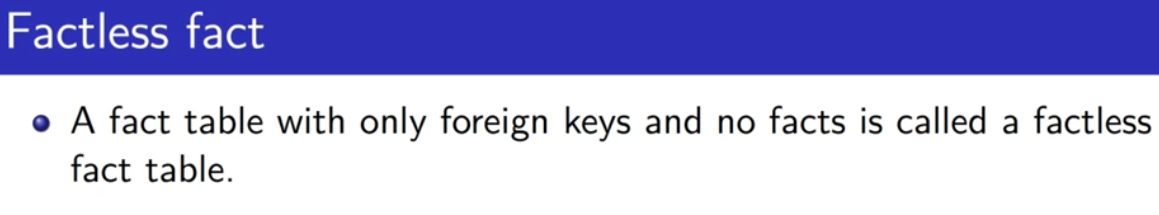 Factless fact
A fact table with only foreign keys and no facts is called a factless
fact table.